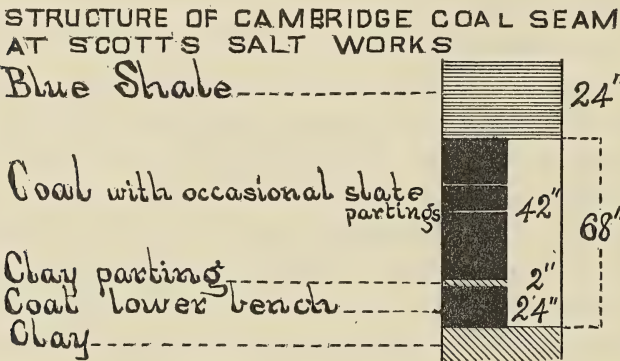 STRUCTURE OF CAMBRIDGE COAL SEAM
AT SCOTTS SALT WORKS
Blue Shale
24"
Coal with occasional slate
partings
42"
68"
Clay parting
2"
Coal lower bench
24"
Clay